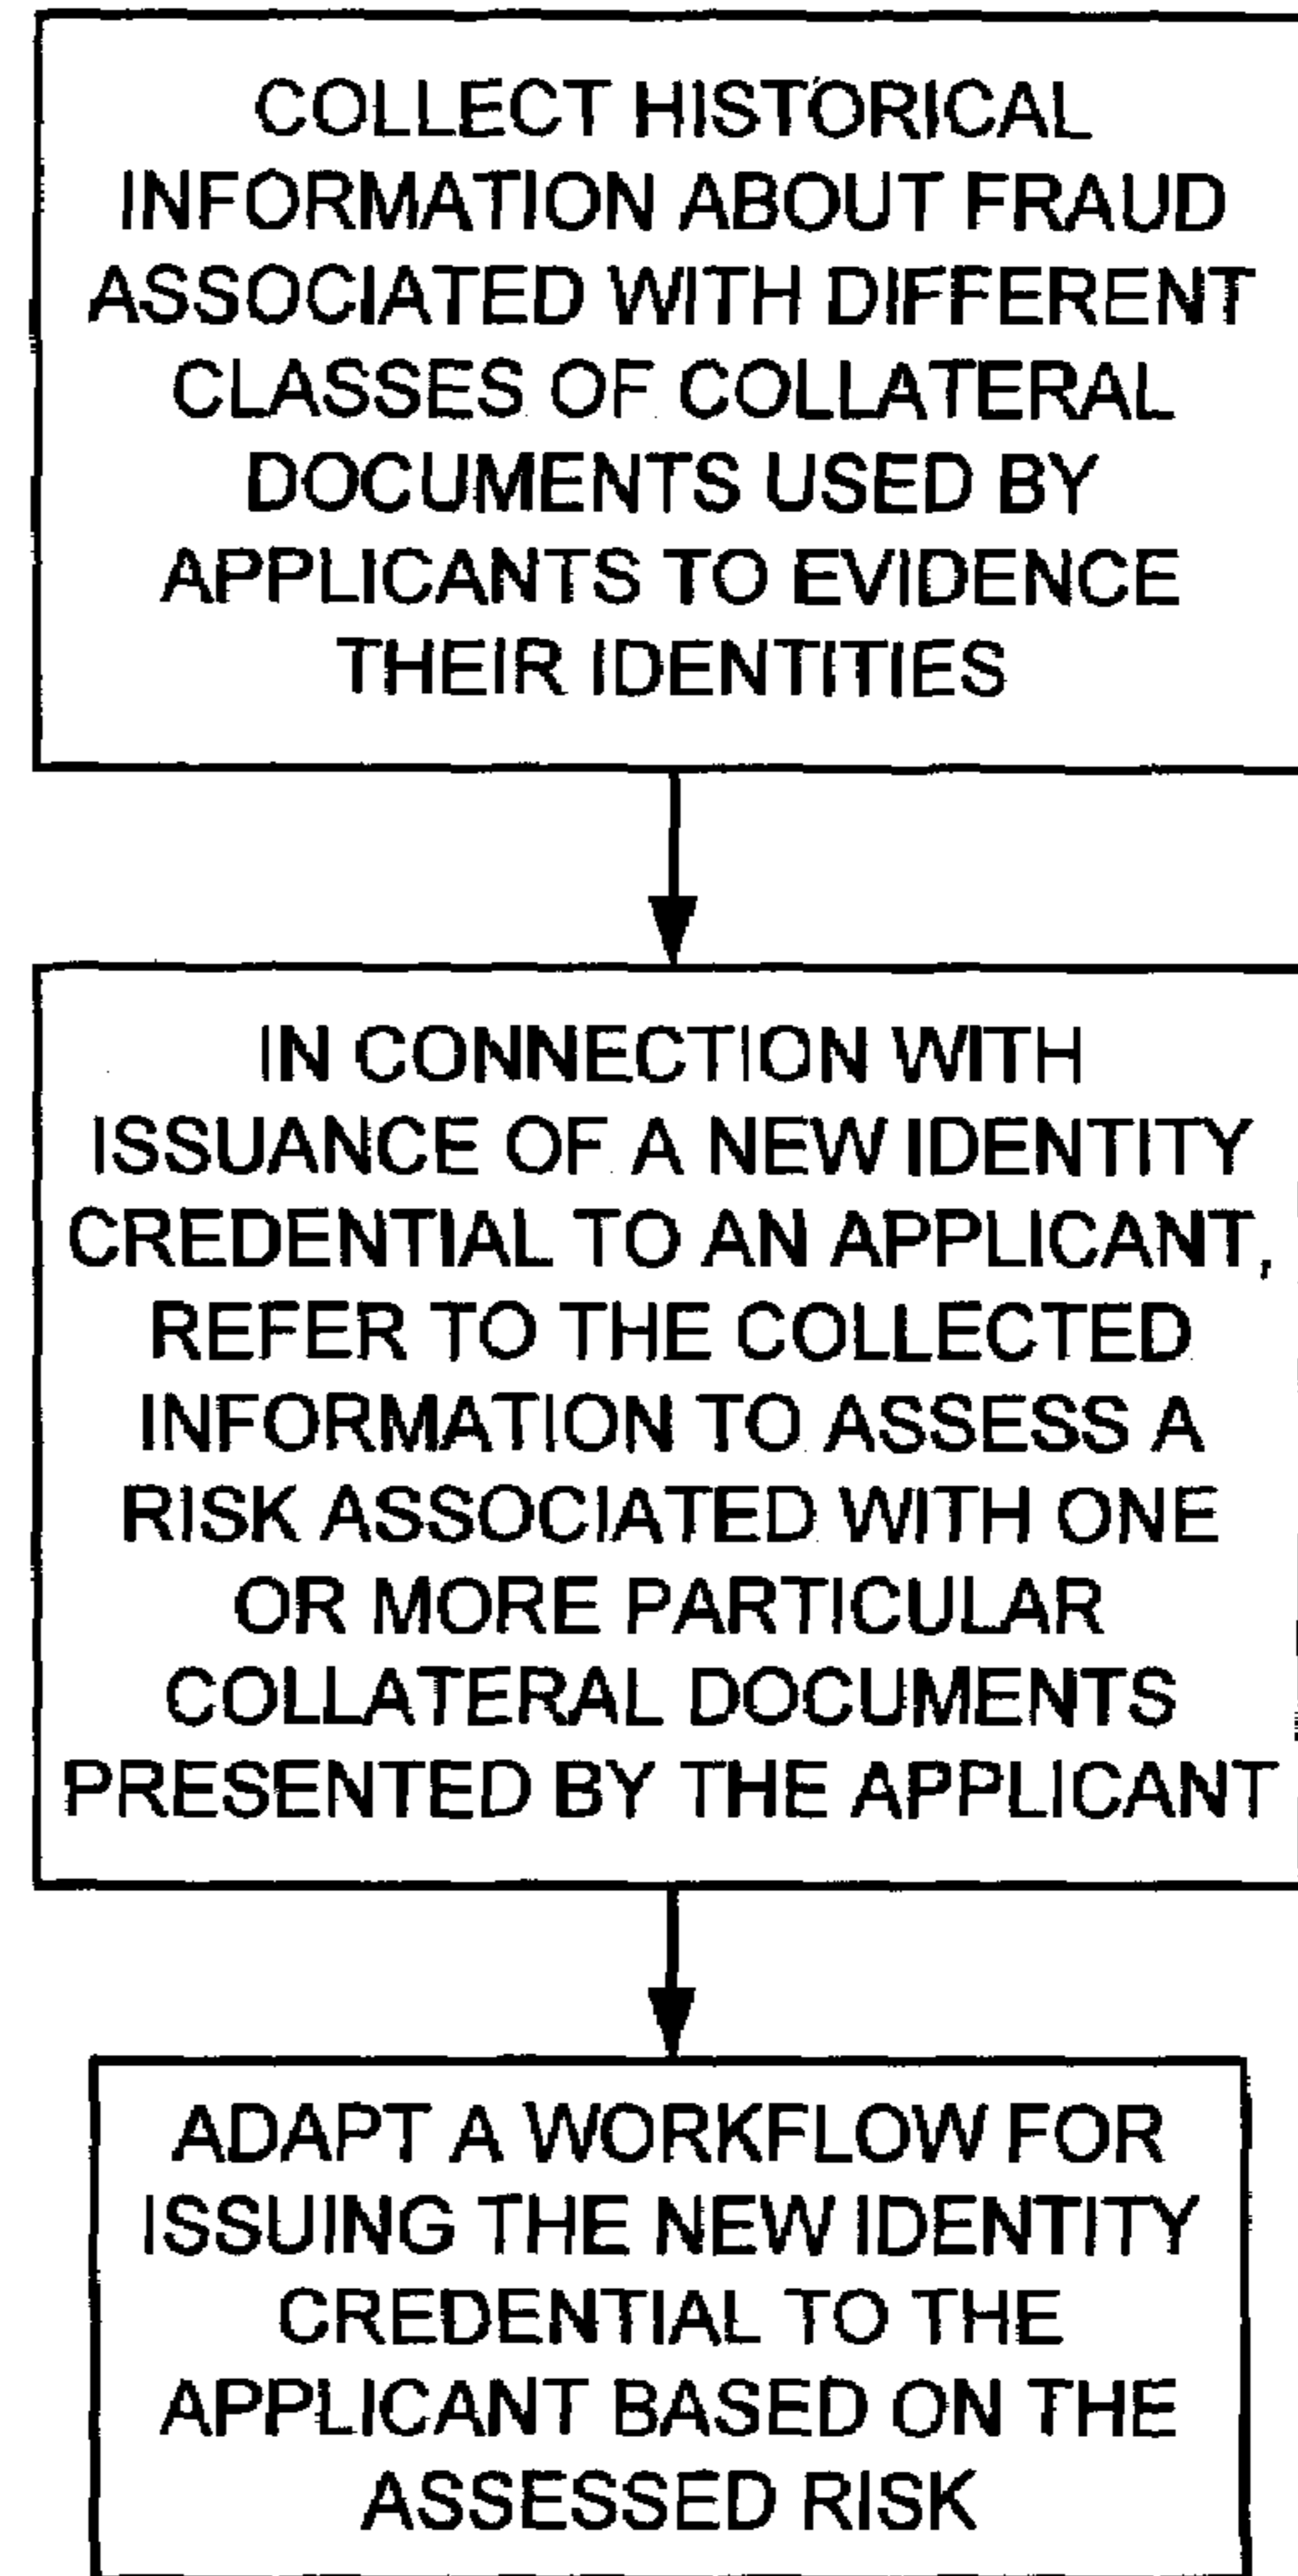 COLLECT HISTORICAL
INFORMATION ABOUT FRAUD
ASSOCIATED WITH DIFFERENT
CLASSES OF COLLATERAL
DOCUMENTS USED BY
APPLICANTS TO EVIDENCE
THEIR IDENTITIES
IN CONNECTION WITH
ISSUANCE OF A NEW IDENTITY
CREDENTIAL TO AN APPLICANT,
REFER TO THE COLLECTED
INFORMATION TO ASSESS A
RISK ASSOCIATED WITH ONE
OR MORE PARTICULAR
COLLATERAL DOCUMENTS
PRESENTED BY THE APPLICANT
ADAPT A WORKFLOW FOR
ISSUING THE NEW IDENTITY
CREDENTIAL TO THE
APPLICANT BASED ON THE
ASSESSED RISK